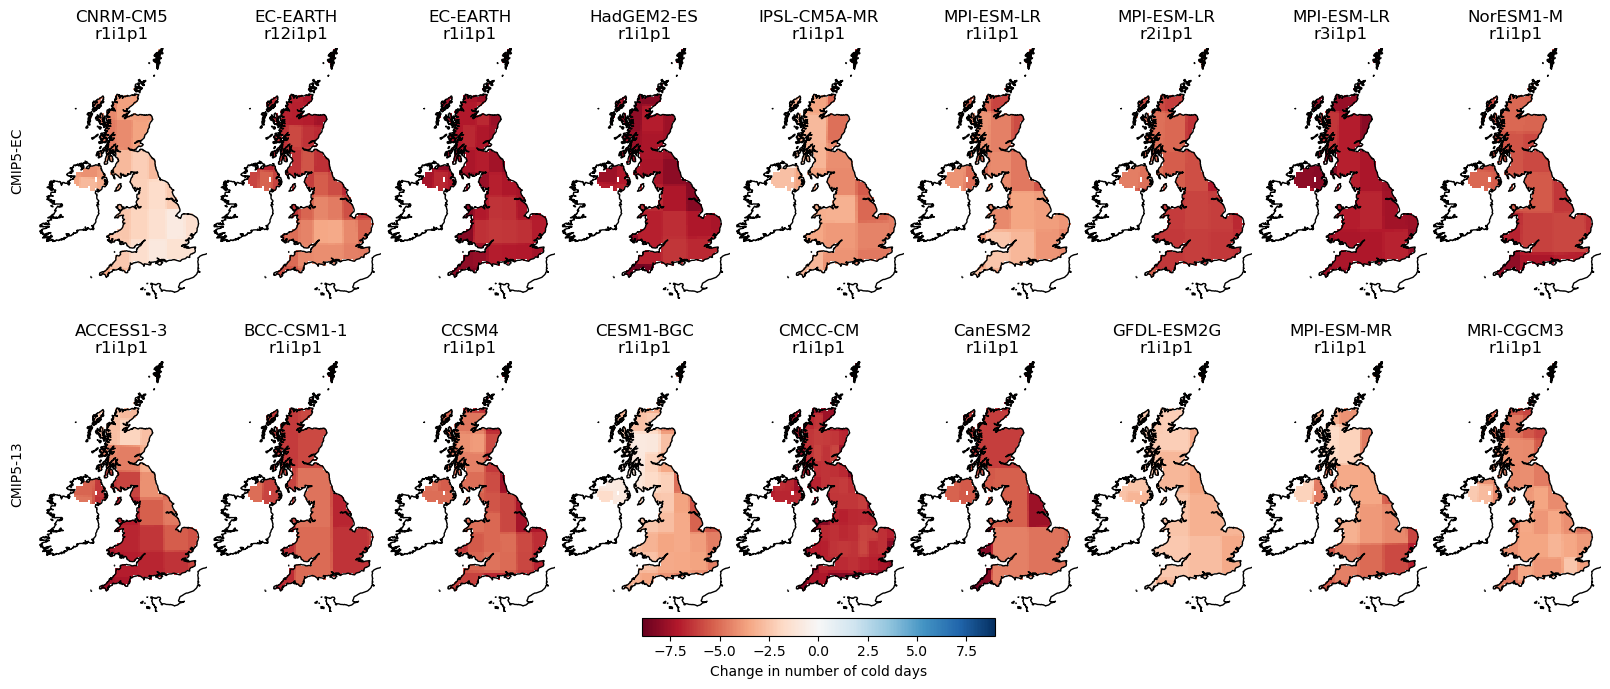 CNRM-CM5 EC-EARTH EC-EARTH HadGEM2-ES IPSL-CM5A-MR MPI-ESM-LR MPI-ESM-LR MPI-ESM-LR NorESM1-M
r1i1p1 r12i1p1 r1i1p1 r1i1p1 r1i1p1 r1i1p1 r2i1p1 r3i1p1 r1i1p1
CMIP5-EC
ACCESS1-3 BCC-CSM1-1 CCSM4 CESM1-BGC CMCC-CM CanESM2 GFDL-ESM2G MPI-ESM-MR MRI-CGCM3
r1i1p1 r1i1p1 r1i1p1 r1i1p1 r1i1p1 r1i1p1 r1i1p1 r1i1p1 r1i1p1
CMIP5-13
−7.5 −5.0 −2.5 0.0 2.5 5.0 7.5
Change in number of cold days